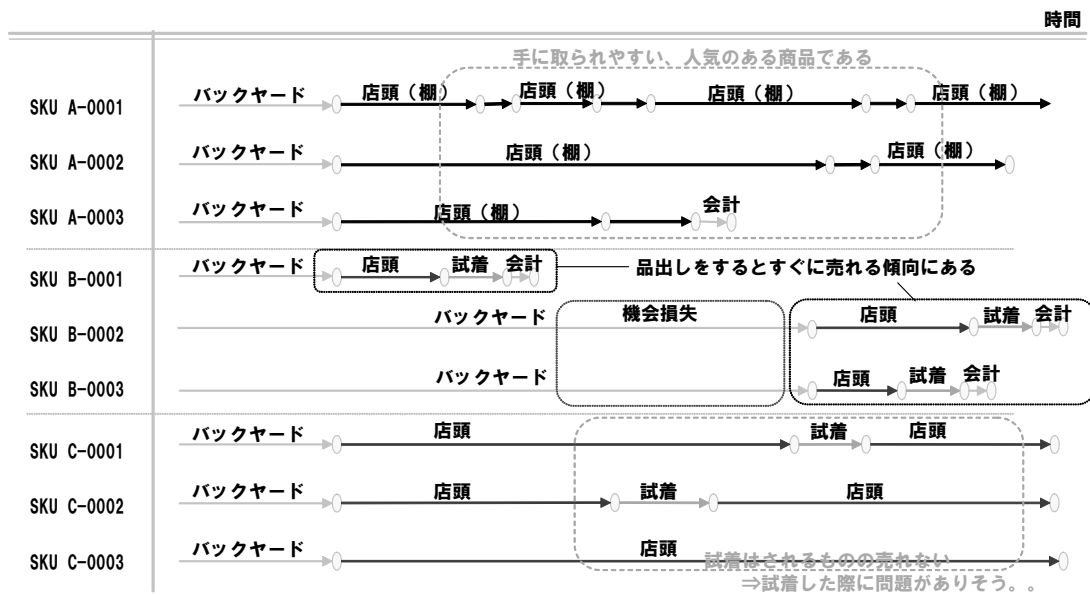 時間
手に取られやすい、人気のある商品である
SKU A-0001 バックヤード 店頭（棚） 店頭（棚） 店頭（棚） 店頭（棚）
SKU A-0002 バックヤード 店頭（棚） 店頭（棚）
SKU A-0003 バックヤード 店頭（棚） 会計
SKU B-0001 バックヤード 店頭 試着 会計 品出しをするとすぐに売れる傾向にある
SKU B-0002 バックヤード 機会損失 店頭 試着 会計
SKU B-0003 バックヤード 店頭 試着 会計
SKU C-0001 バックヤード 店頭 試着 店頭
SKU C-0002 バックヤード 店頭 試着 店頭
SKU C-0003 バックヤード 店頭
試着はされるものの売れない
⇒試着した際に問題がありそう。。